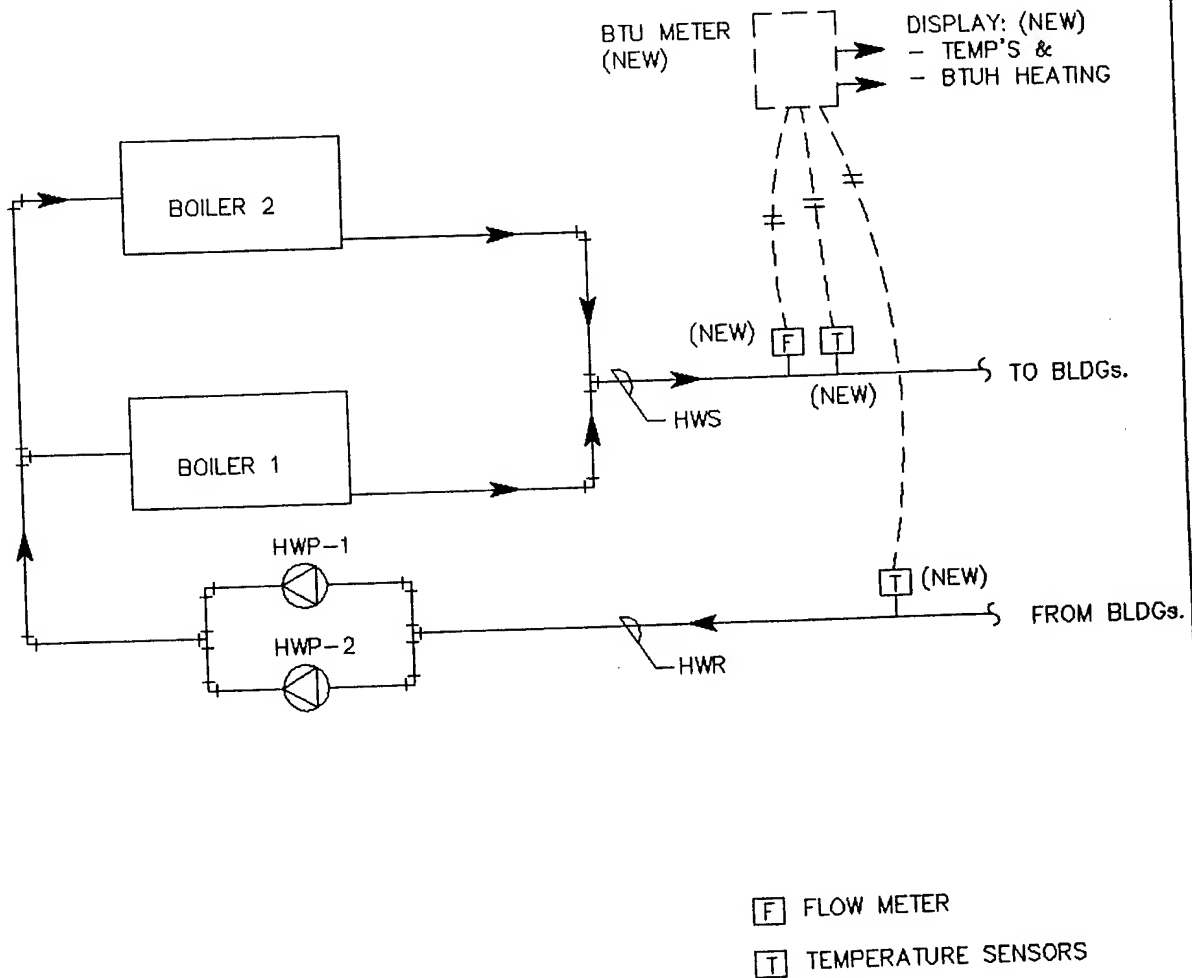 BTU METER
(NEW)
DISPLAY: (NEW)
- TEMP'S &
- BTUH HEATING
BOILER 2
(NEW)
F
T
(NEW)
TO BLDGs.
HWS
BOILER 1
HWP-1
T
(NEW)
FROM BLDGs.
HWP-2
HWR
F FLOW METER
T TEMPERATURE SENSORS